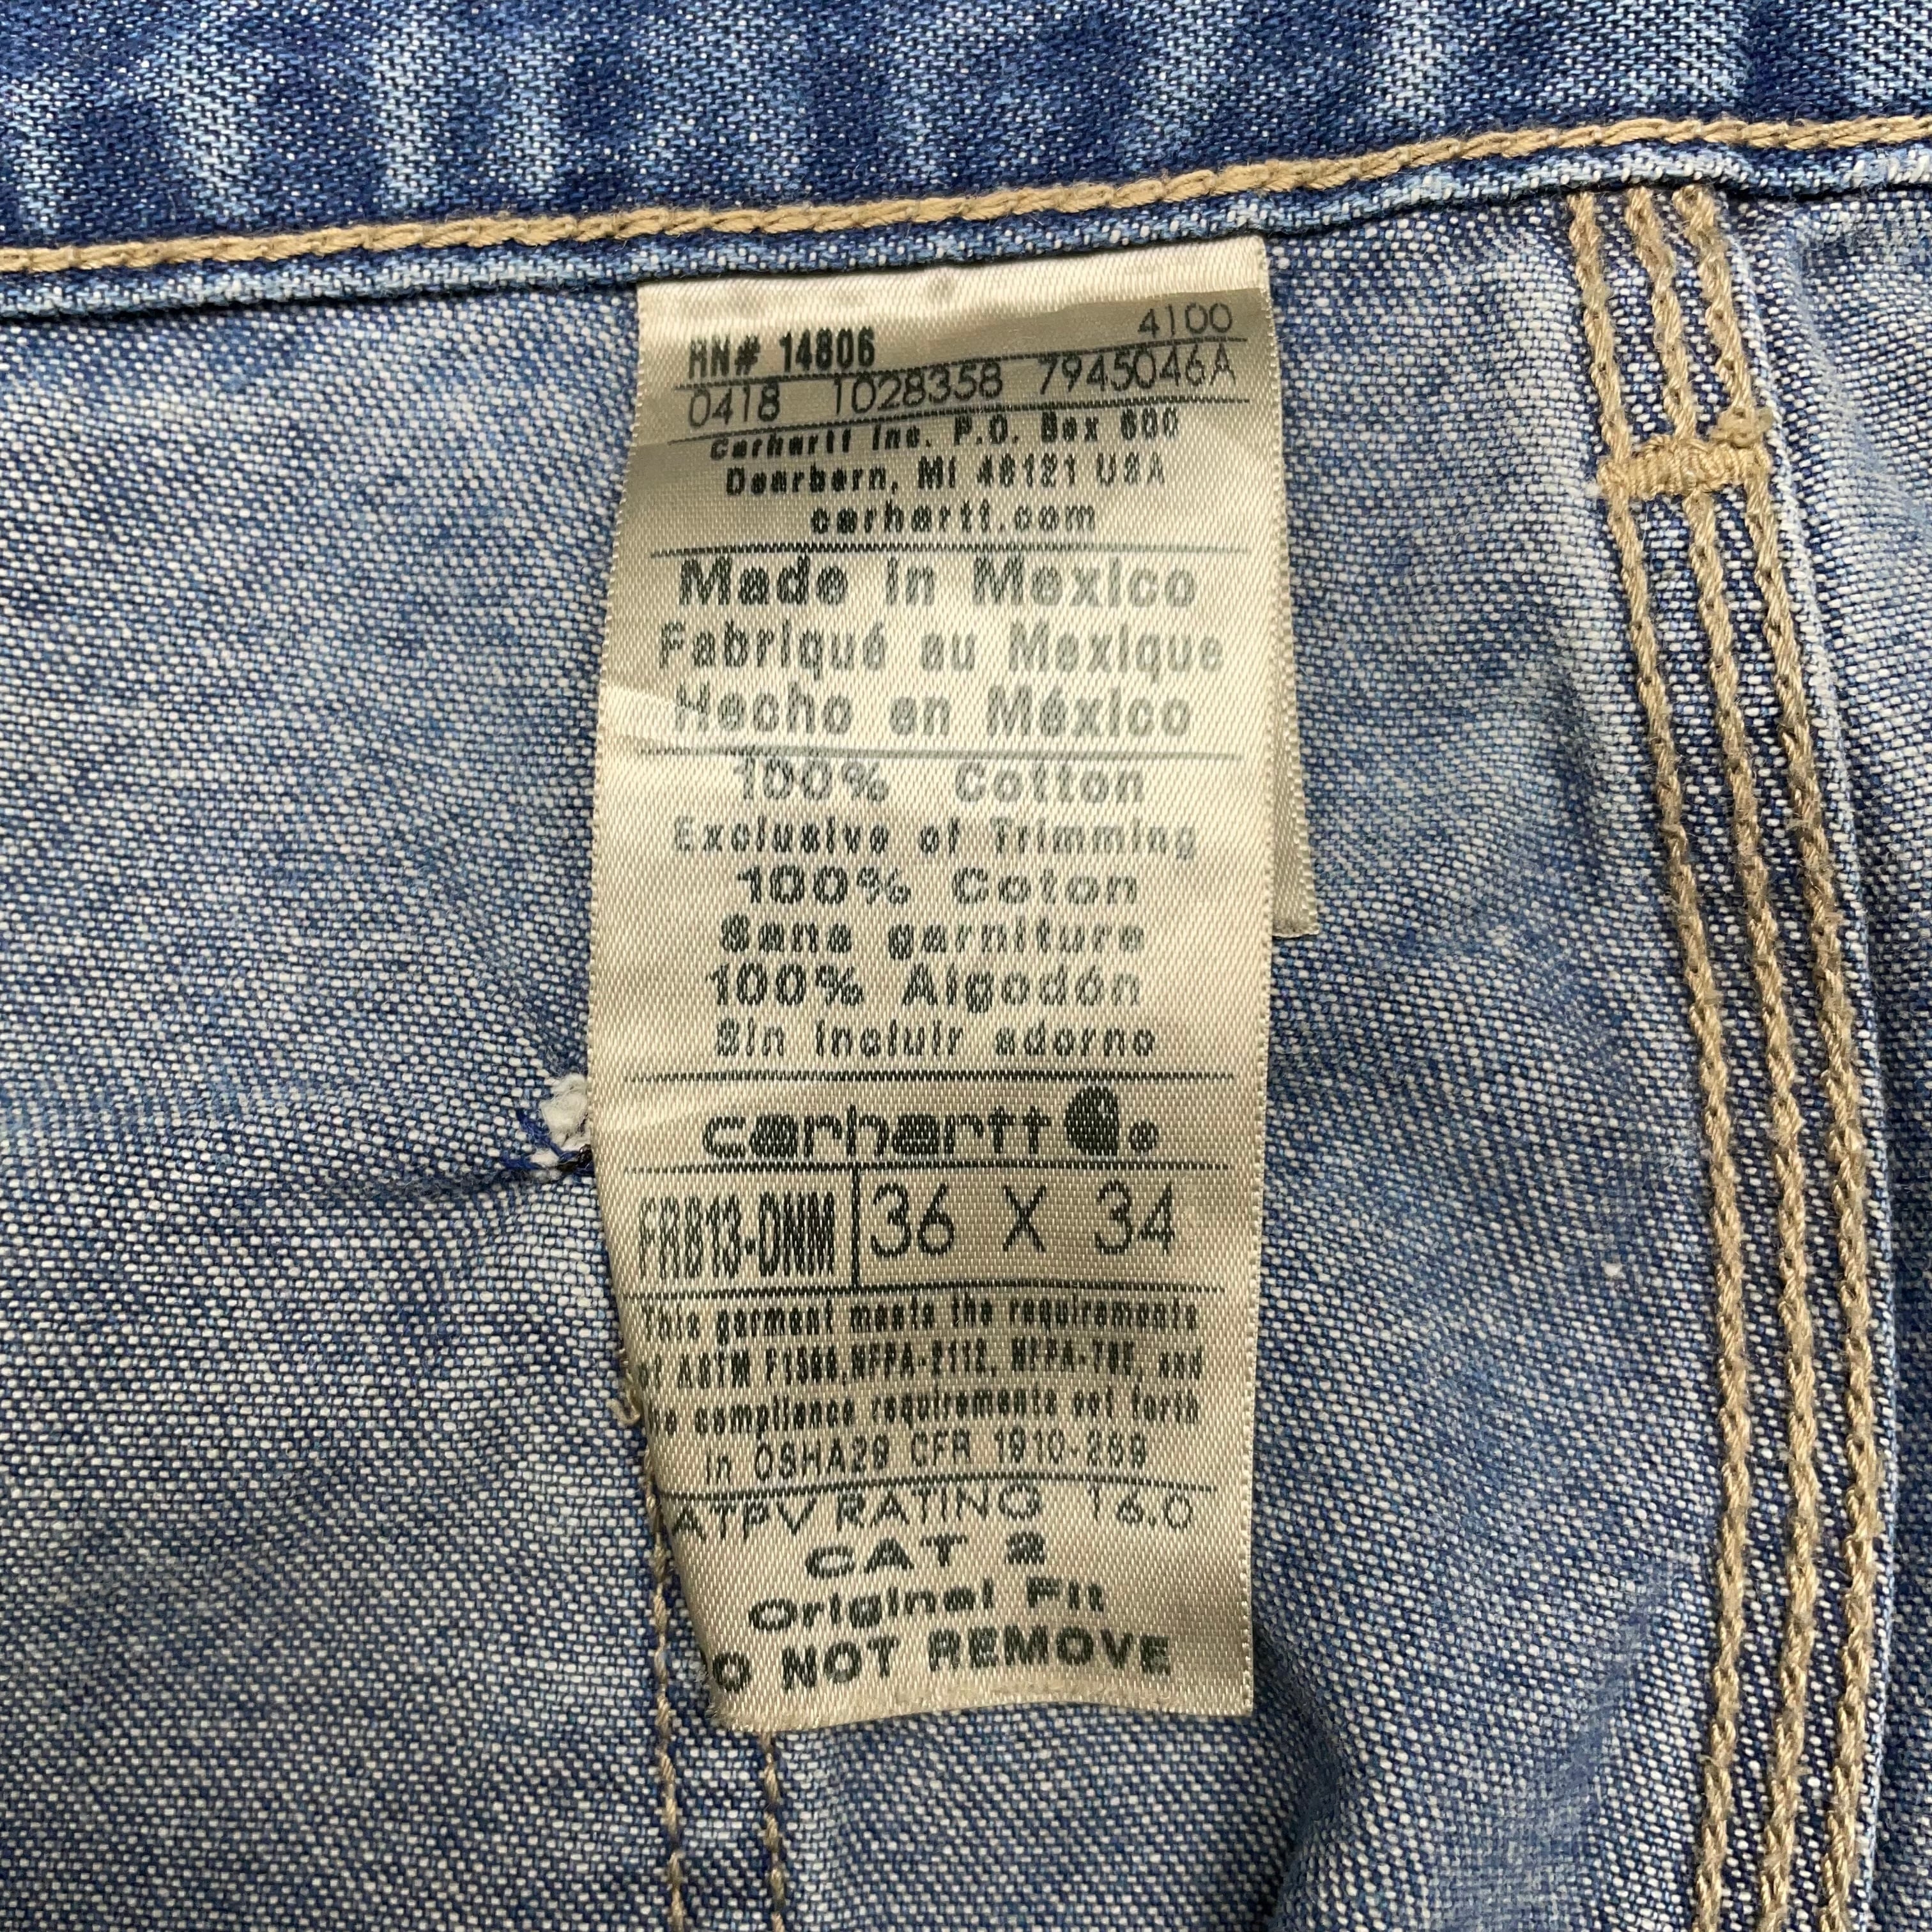 RN# 14806 4100
0418 1028358 7945046A
Carhartt Inc. P.O. Box 600
Dearborn, MI 48121 USA
carhartt.com
Made in Mexico
Fabriqué au Mexique
Hecho en México
100% Cotton
Exclusive of Trimming
100% Coton
Sans garniture
100% Algodón
Sin incluir adorno
carhartt ®
FR813-DNM 36 X 34
This garment meets the requirements
of ASTM F1506, NFPA-2112, NFPA-70E, and
the compliance requirements set forth
in OSHA29 CFR 1910-269
ATPV RATING 16.0
CAT 2
Original Fit
O NOT REMOVE